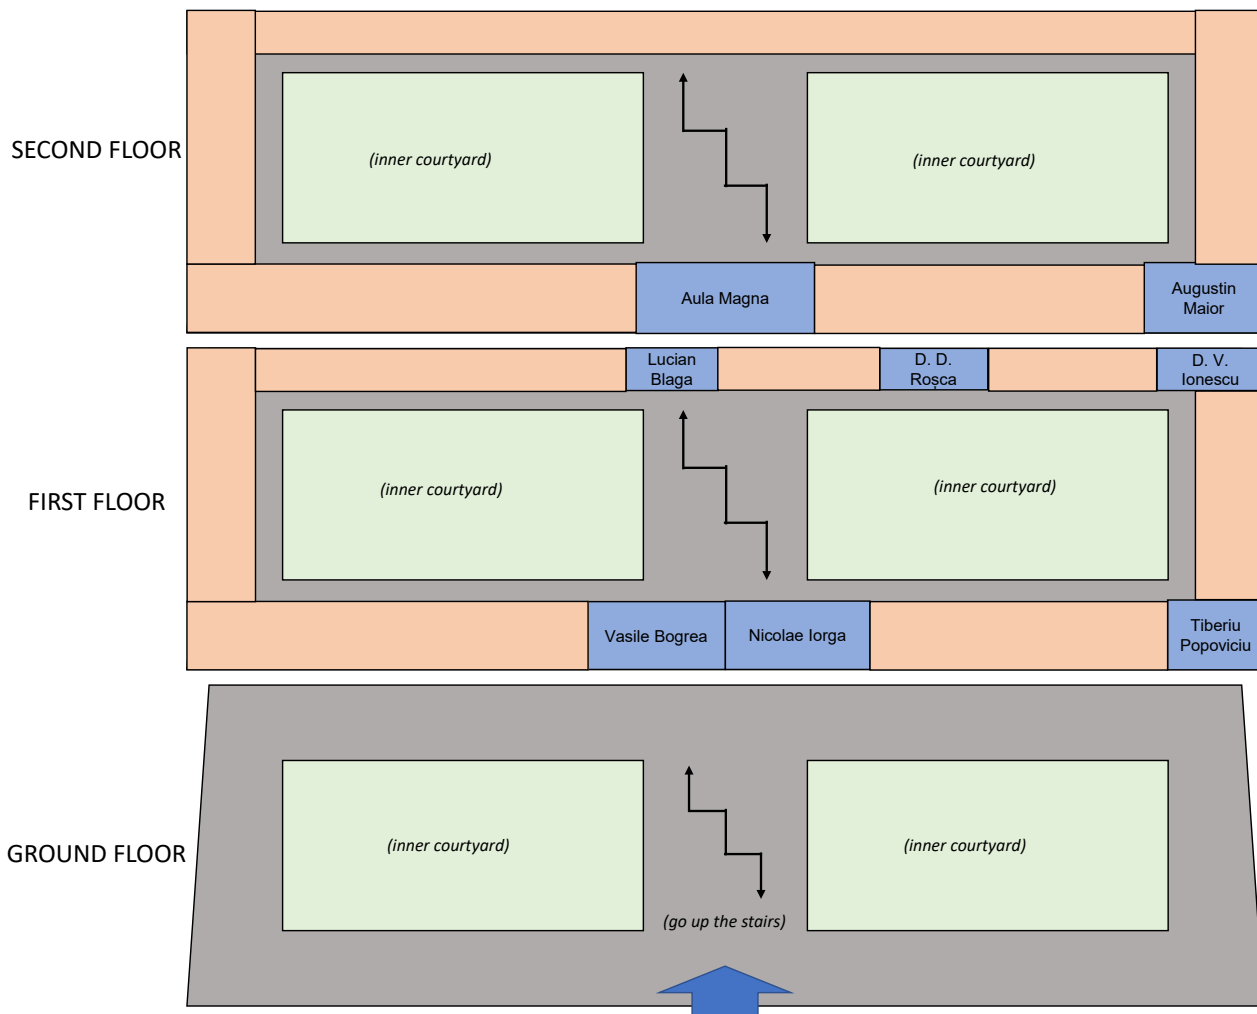 SECOND FLOOR
(inner courtyard)
(inner courtyard)
Aula Magna
Augustin
Maior
FIRST FLOOR
Lucian
Blaga
D. D.
Roșca
D. V.
Ionescu
(inner courtyard)
(inner courtyard)
Vasile Bogrea
Nicolae Iorga
Tiberiu
Popoviciu
GROUND FLOOR
(inner courtyard)
(inner courtyard)
(go up the stairs)